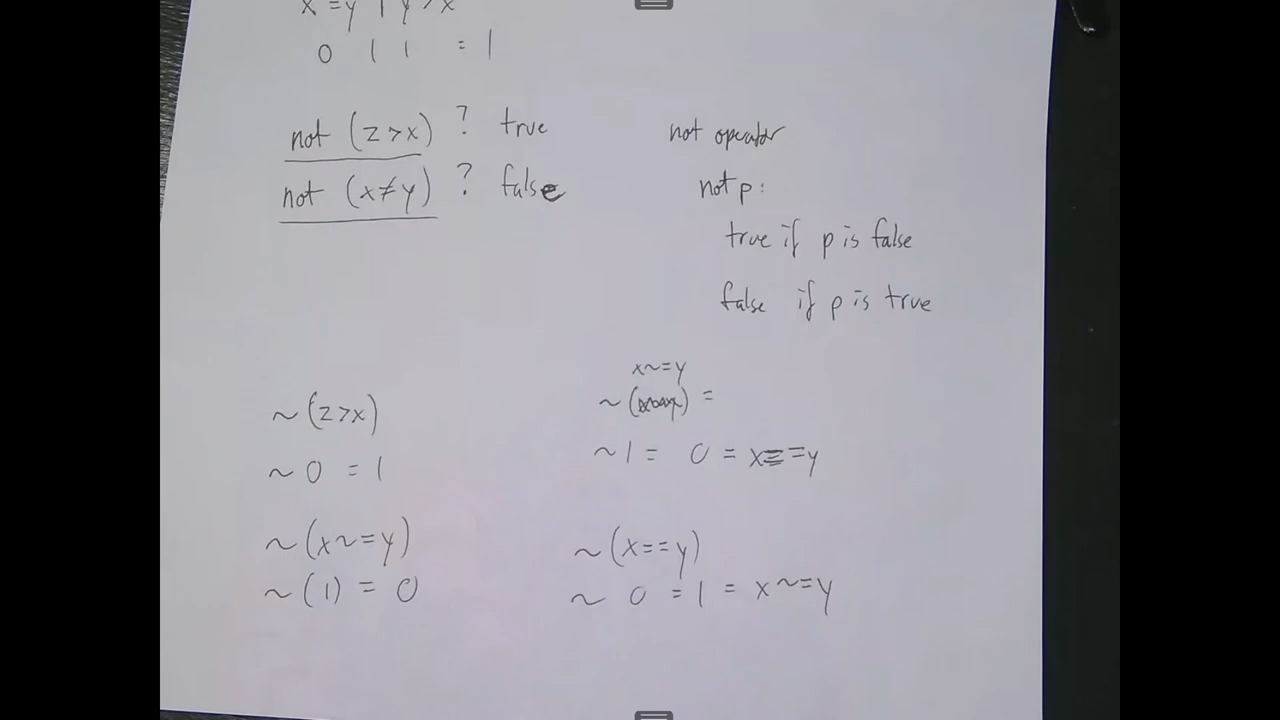 x = y | y > x
0 | 1 = 1
not (z > x) ? true
not (x ≠ y) ? false
not operator
not p:
true if p is false
false if p is true
~ (z > x)
~ 0 = 1
~ (x ~= y)
~ (1) = 0
x ~= y
~ ( ) =
~ 1 = 0 = x == y
~ (x == y)
~ 0 = 1 = x ~= y